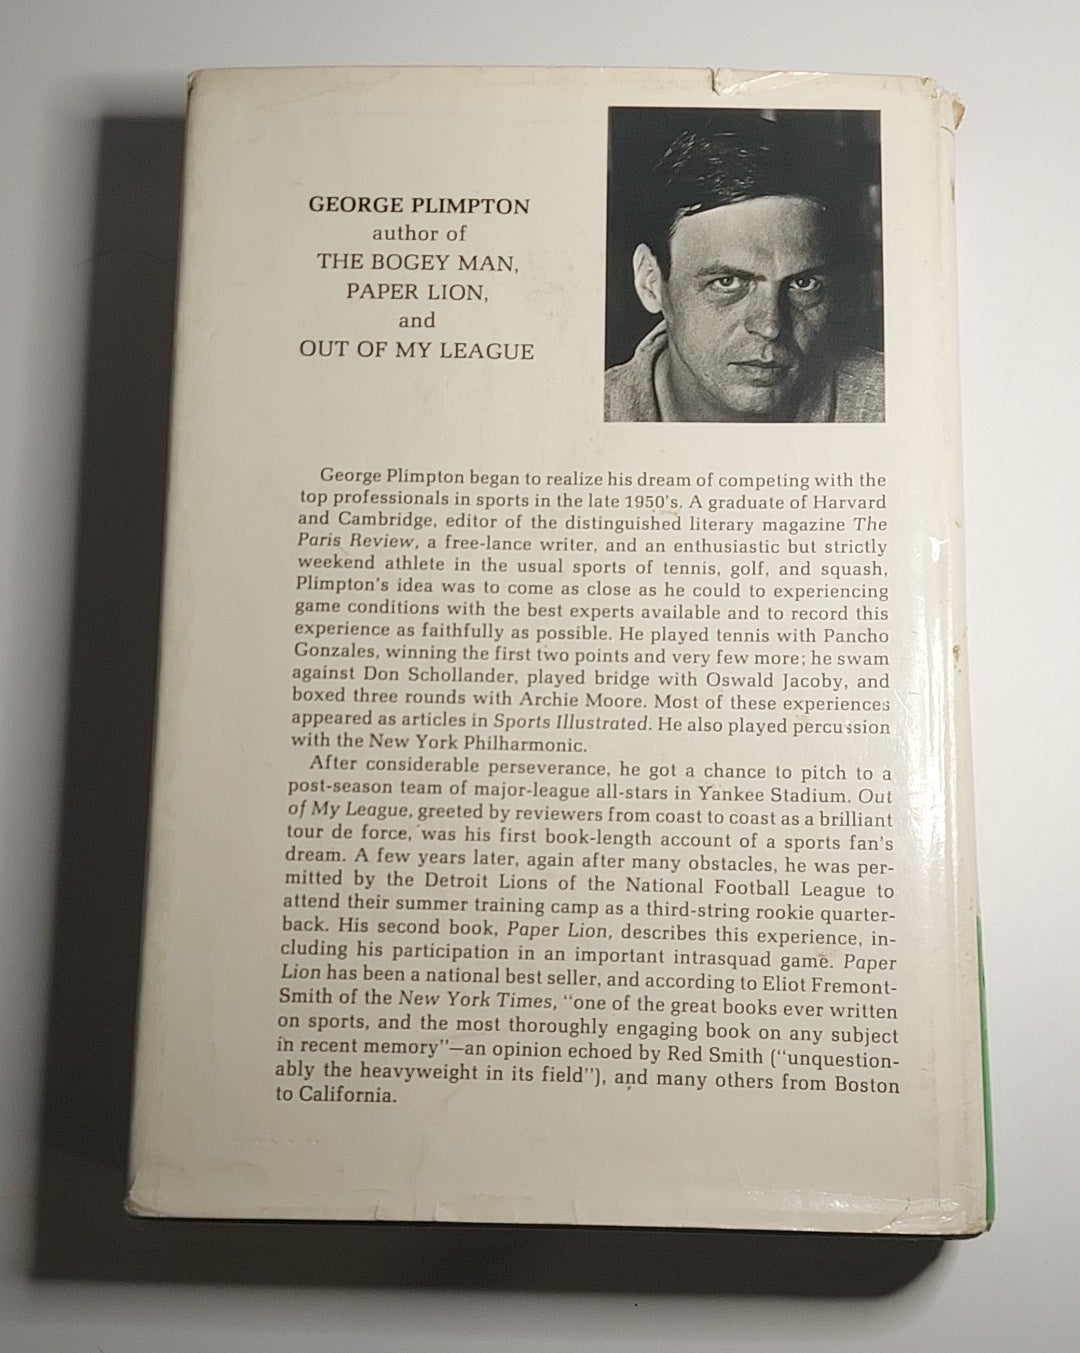 GEORGE PLIMPTON
author of
THE BOGEY MAN,
PAPER LION,
and
OUT OF MY LEAGUE
George Plimpton began to realize his dream of competing with the
top professionals in sports in the late 1950's. A graduate of Harvard
and Cambridge, editor of the distinguished literary magazine The
Paris Review, a free-lance writer, and an enthusiastic but strictly
weekend athlete in the usual sports of tennis, golf, and squash,
Plimpton's idea was to come as close as he could to experiencing
game conditions with the best experts available and to record this
experience as faithfully as possible. He played tennis with Pancho
Gonzales, winning the first two points and very few more; he swam
against Don Schollander, played bridge with Oswald Jacoby, and
boxed three rounds with Archie Moore. Most of these experiences
appeared as articles in Sports Illustrated. He also played percussion
with the New York Philharmonic.
After considerable perseverance, he got a chance to pitch to a
post-season team of major-league all-stars in Yankee Stadium. Out
of My League, greeted by reviewers from coast to coast as a brilliant
tour de force, was his first book-length account of a sports fan's
dream. A few years later, again after many obstacles, he was per-
mitted by the Detroit Lions of the National Football League to
attend their summer training camp as a third-string rookie quarter-
back. His second book, Paper Lion, describes this experience, in-
cluding his participation in an important intrasquad game. Paper
Lion has been a national best seller, and according to Eliot Fremont-
Smith of the New York Times, "one of the great books ever written
on sports, and the most thoroughly engaging book on any subject
in recent memory"—an opinion echoed by Red Smith ("unquestion-
ably the heavyweight in its field"), and many others from Boston
to California.